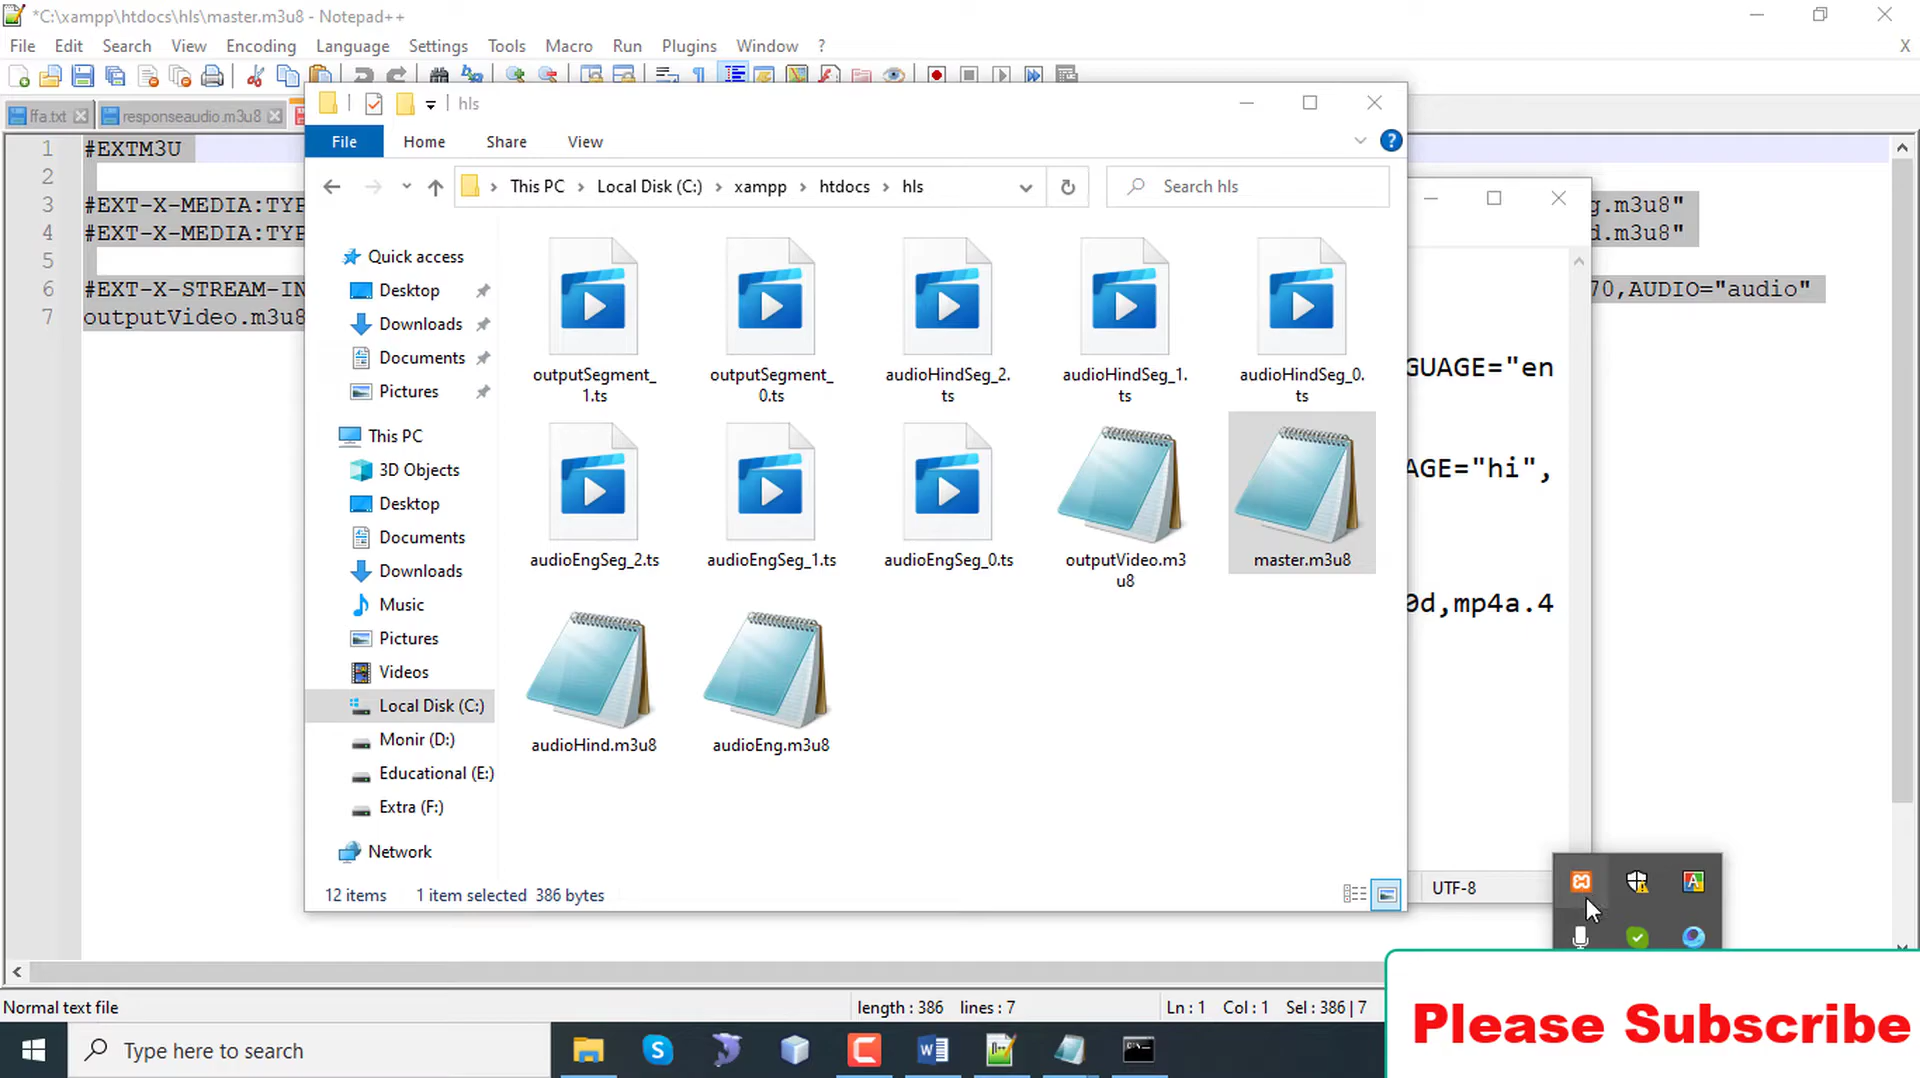 *C:\xampp\htdocs\hls\master.m3u8 - Notepad++
File Edit Search View Encoding Language Settings Tools Macro Run Plugins Window ? X
ffa.txt responseaudio.m3u8
1 #EXTM3U
2
3 #EXT-X-MEDIA:TYP g.m3u8"
4 #EXT-X-MEDIA:TYP d.m3u8"
5
6 #EXT-X-STREAM-IN 70,AUDIO="audio"
7 outputVideo.m3u8
hls
File Home Share View
This PC Local Disk (C:) xampp htdocs hls
Search hls
Quick access
Desktop
Downloads
Documents
Pictures
This PC
3D Objects
Desktop
Documents
Downloads
Music
Pictures
Videos
Local Disk (C:)
Monir (D:)
Educational (E:)
Extra (F:)
Network
outputSegment_
1.ts
outputSegment_
0.ts
audioHindSeg_2.
ts
audioHindSeg_1.
ts
audioHindSeg_0.
ts
audioEngSeg_2.ts
audioEngSeg_1.ts
audioEngSeg_0.ts
outputVideo.m3
u8
master.m3u8
audioHind.m3u8
audioEng.m3u8
12 items 1 item selected 386 bytes
GUAGE="en
AGE="hi",
0d,mp4a.4
UTF-8
Normal text file length : 386 lines : 7 Ln : 1 Col : 1 Sel : 386 | 7
Type here to search
Please Subscribe